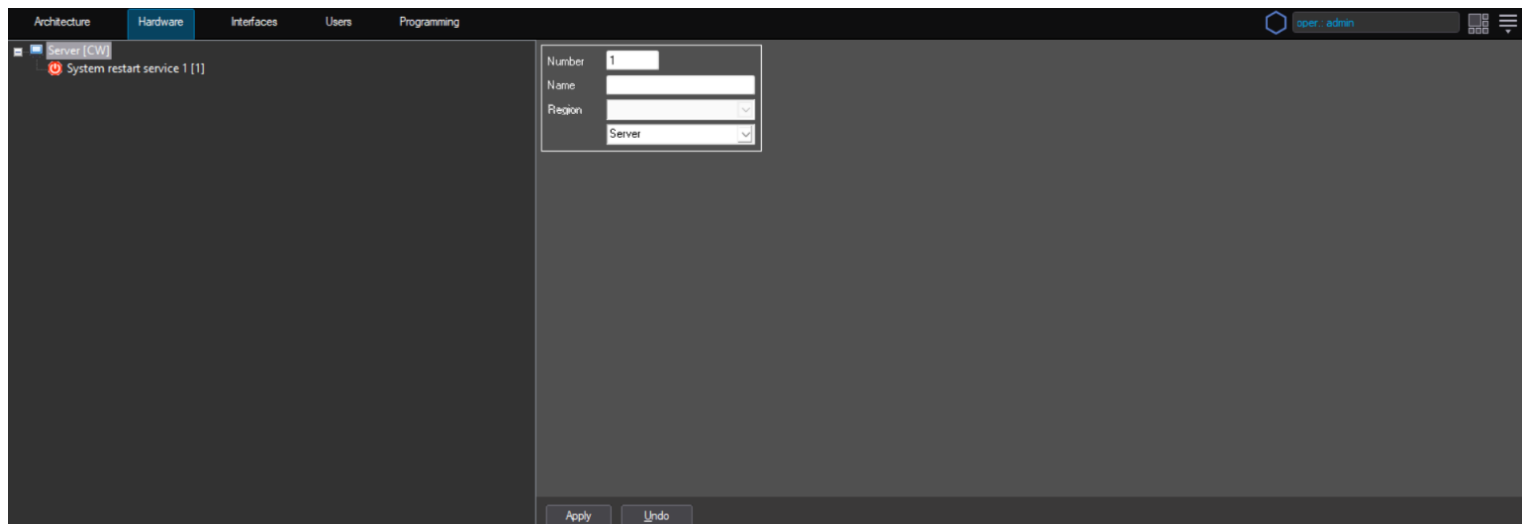 Architecture Hardware Interfaces Users Programming oper.: admin
Server [CW]
System restart service 1 [1]
Number 1
Name
Region
Server
Apply Undo